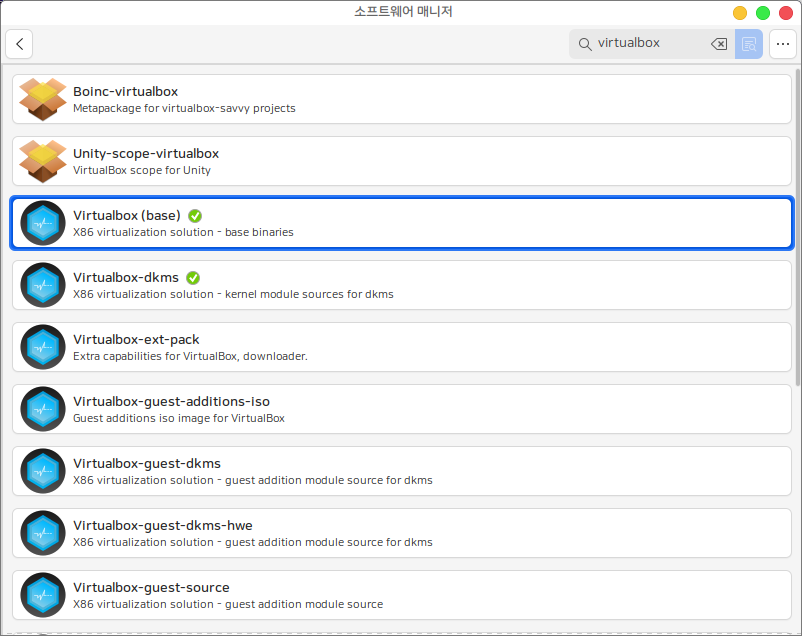 소프트웨어 매니저
virtualbox
Boinc-virtualbox
Metapackage for virtualbox-savvy projects
Unity-scope-virtualbox
VirtualBox scope for Unity
Virtualbox (base)
X86 virtualization solution - base binaries
Virtualbox-dkms
X86 virtualization solution - kernel module sources for dkms
Virtualbox-ext-pack
Extra capabilities for VirtualBox, downloader.
Virtualbox-guest-additions-iso
Guest additions iso image for VirtualBox
Virtualbox-guest-dkms
X86 virtualization solution - guest addition module source for dkms
Virtualbox-guest-dkms-hwe
X86 virtualization solution - guest addition module source for dkms
Virtualbox-guest-source
X86 virtualization solution - guest addition module source